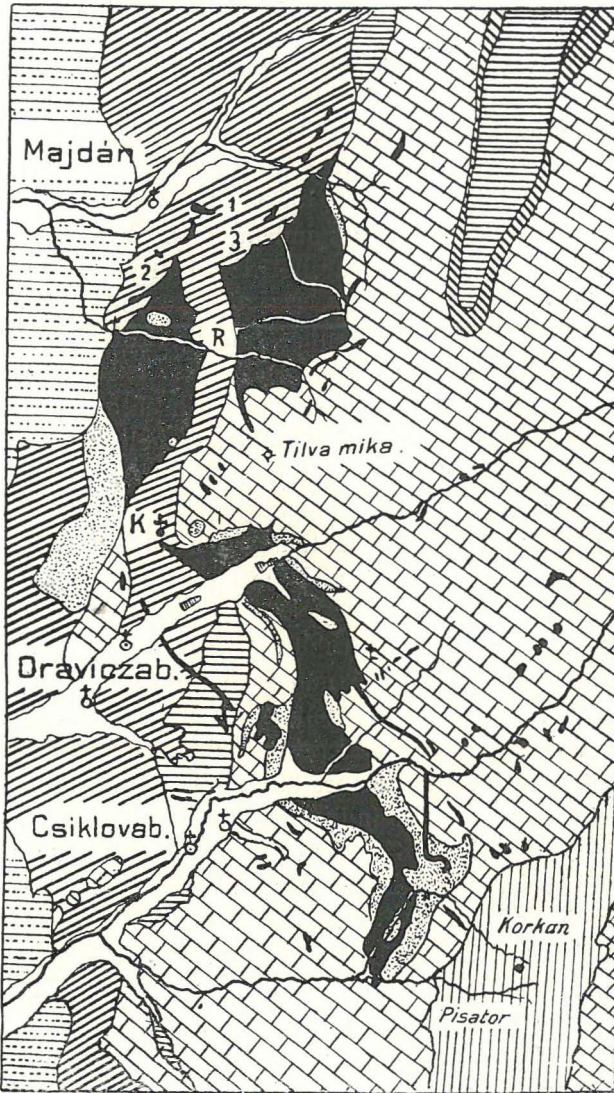 Majdán
1
3
2
R
Tilva mika.
K
Oraviczab.
Csiklovab.
Korkan
Pisator